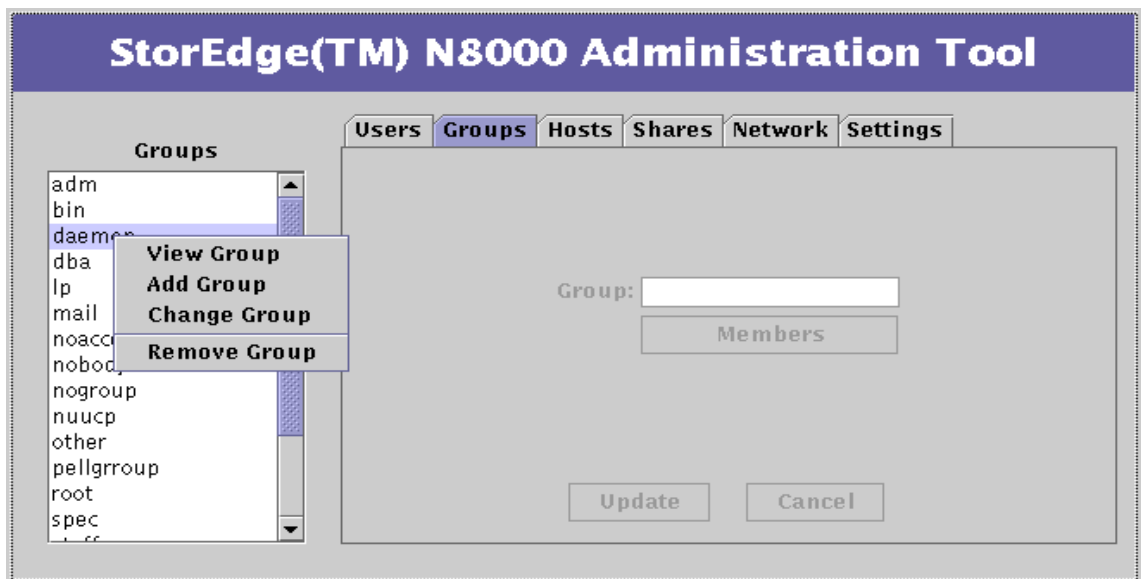 StorEdge(TM) N8000 Administration Tool
Users Groups Hosts Shares Network Settings
Groups
adm
bin
daemon
dba
lp
mail
nogroup
nuucp
other
pellgrroup
root
spec
View Group
Add Group
Change Group
Remove Group
Group:
Members
Update Cancel